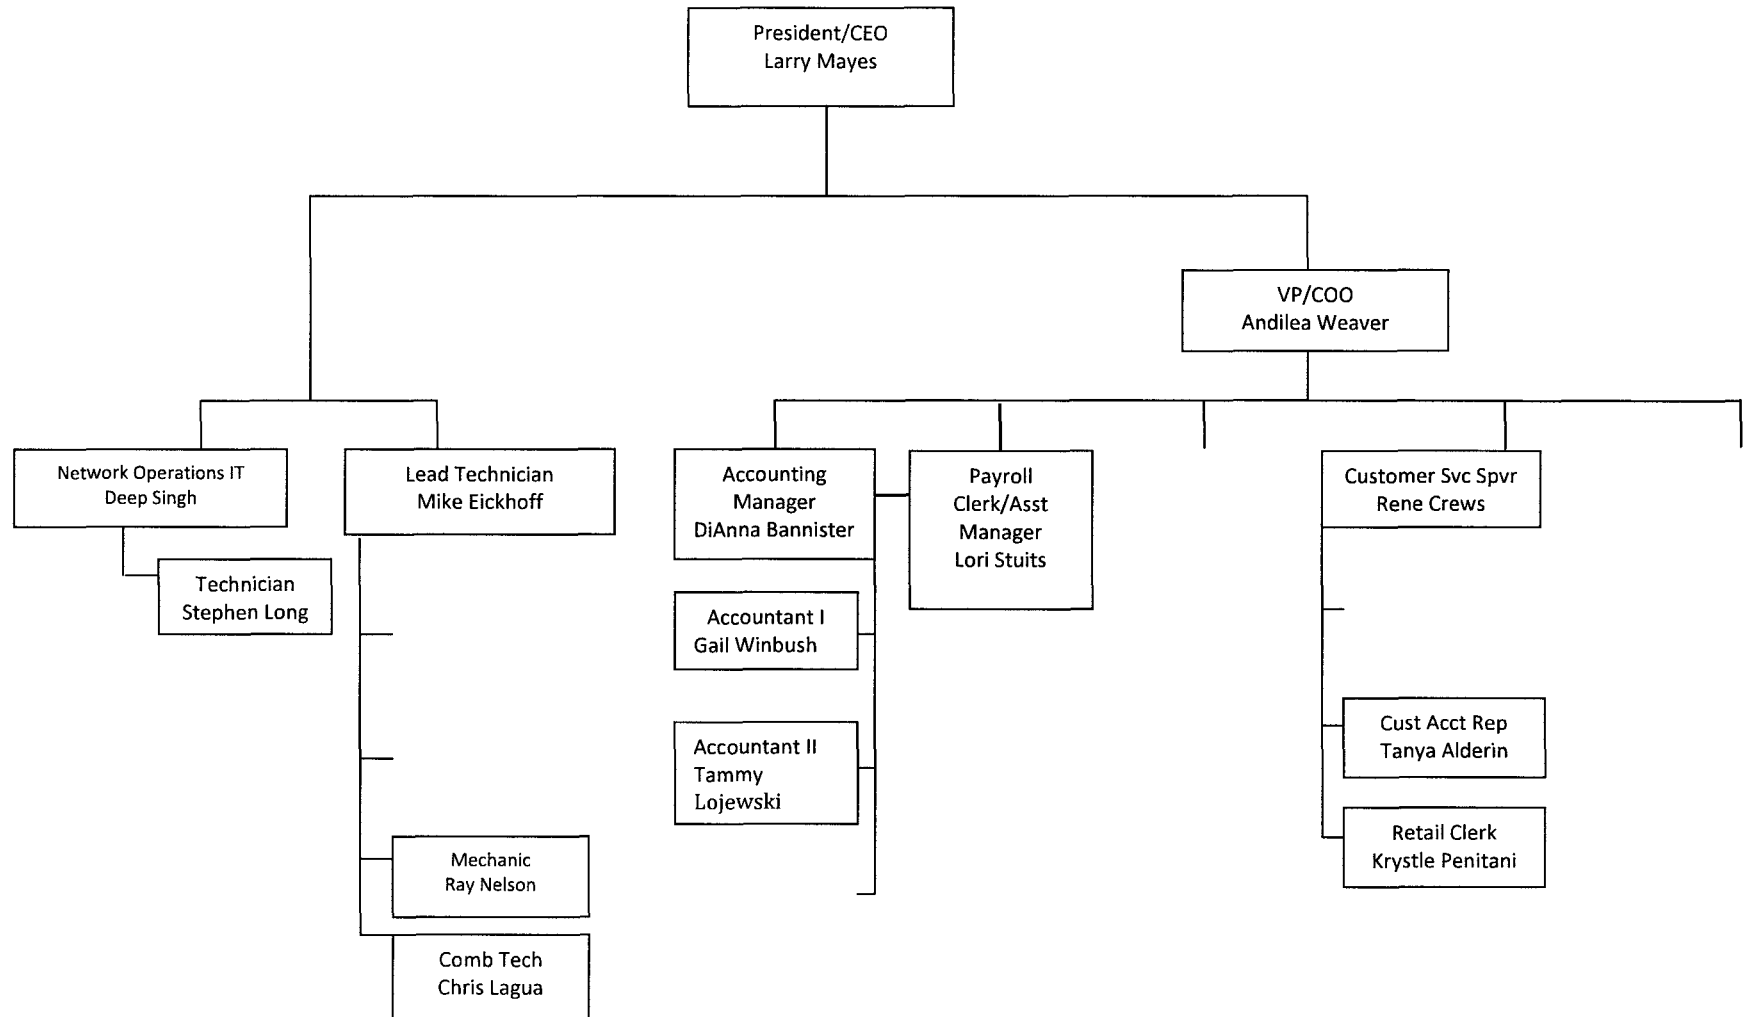 President/CEO
Larry Mayes
VP/COO
Andilea Weaver
Network Operations IT
Deep Singh
Technician
Stephen Long
Lead Technician
Mike Eickhoff
Mechanic
Ray Nelson
Comb Tech
Chris Lagua
Accounting
Manager
DiAnna Bannister
Accountant I
Gail Winbush
Accountant II
Tammy
Lojewski
Payroll
Clerk/Asst
Manager
Lori Stuits
Customer Svc Spvr
Rene Crews
Cust Acct Rep
Tanya Alderin
Retail Clerk
Krystle Penitani